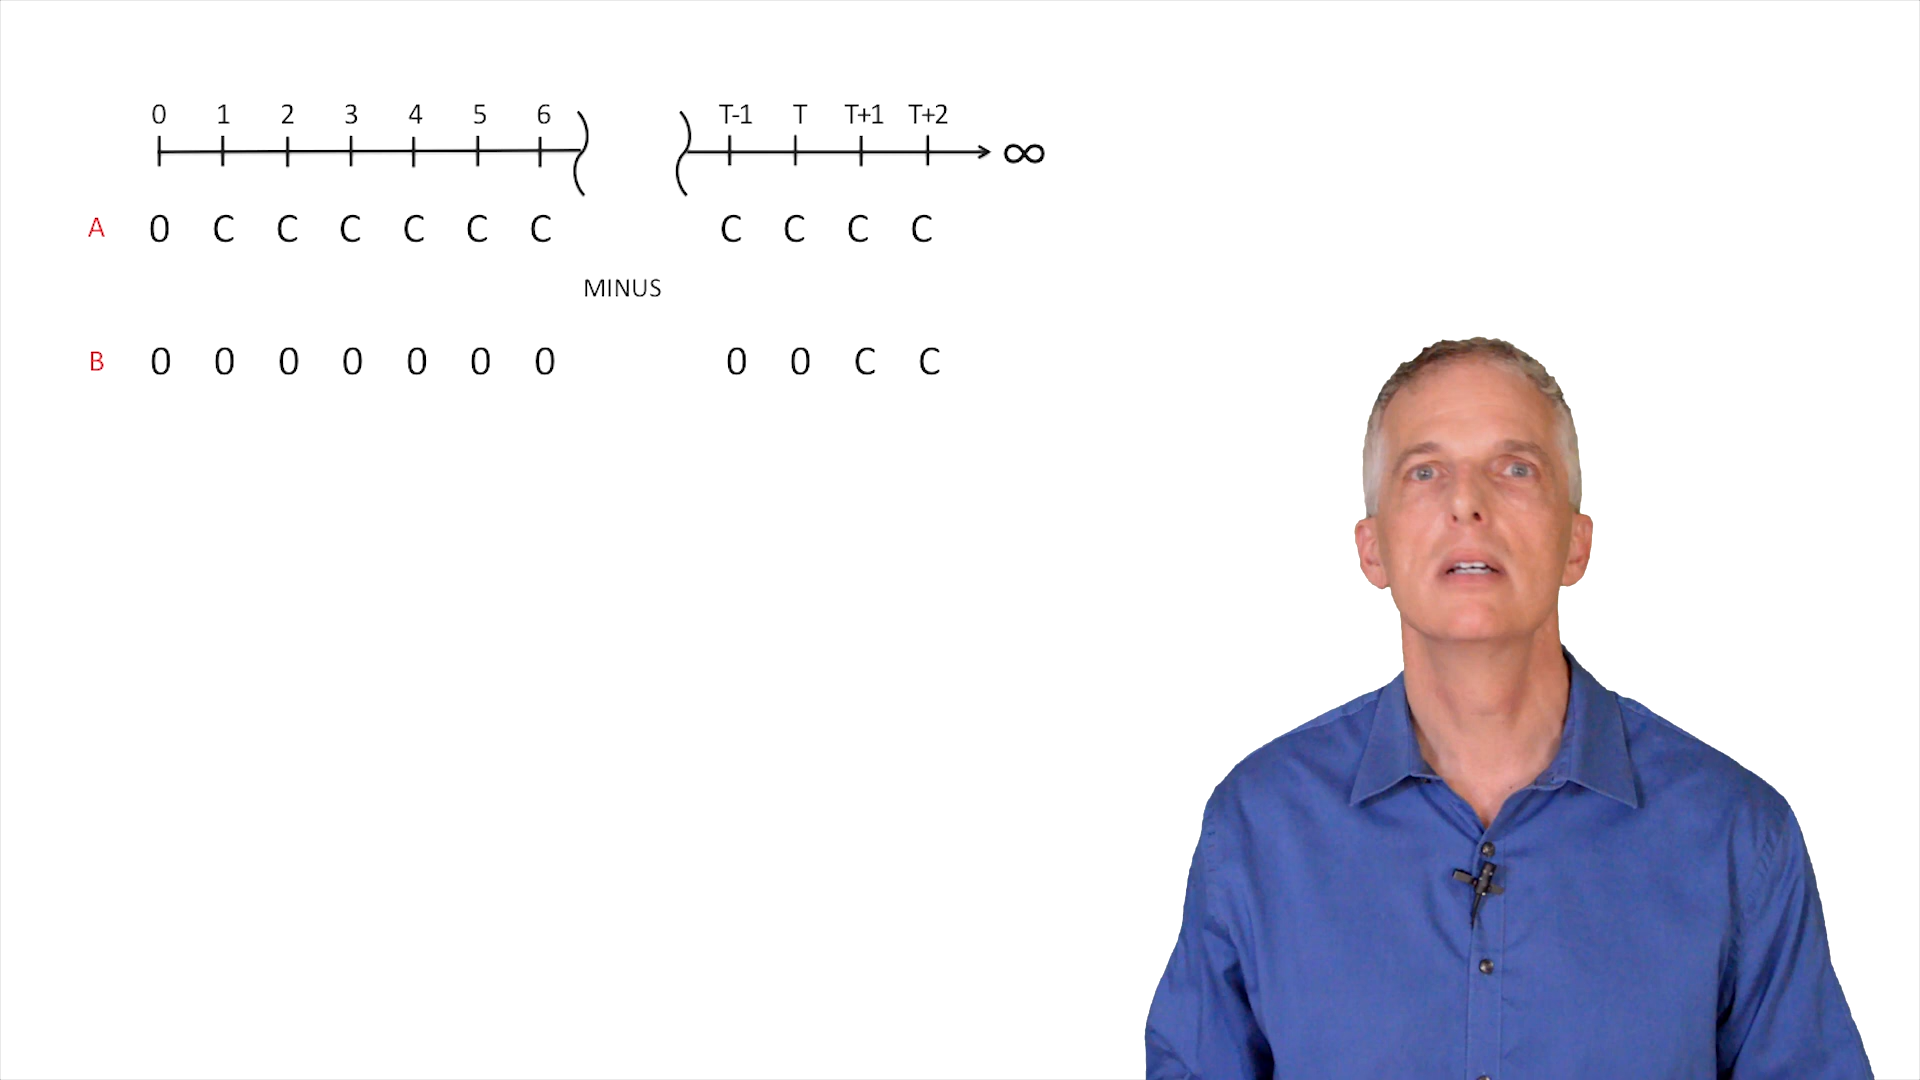 0 1 2 3 4 5 6 T-1 T T+1 T+2
∞
A 0 C C C C C C C C C C
MINUS
B 0 0 0 0 0 0 0 0 0 C C